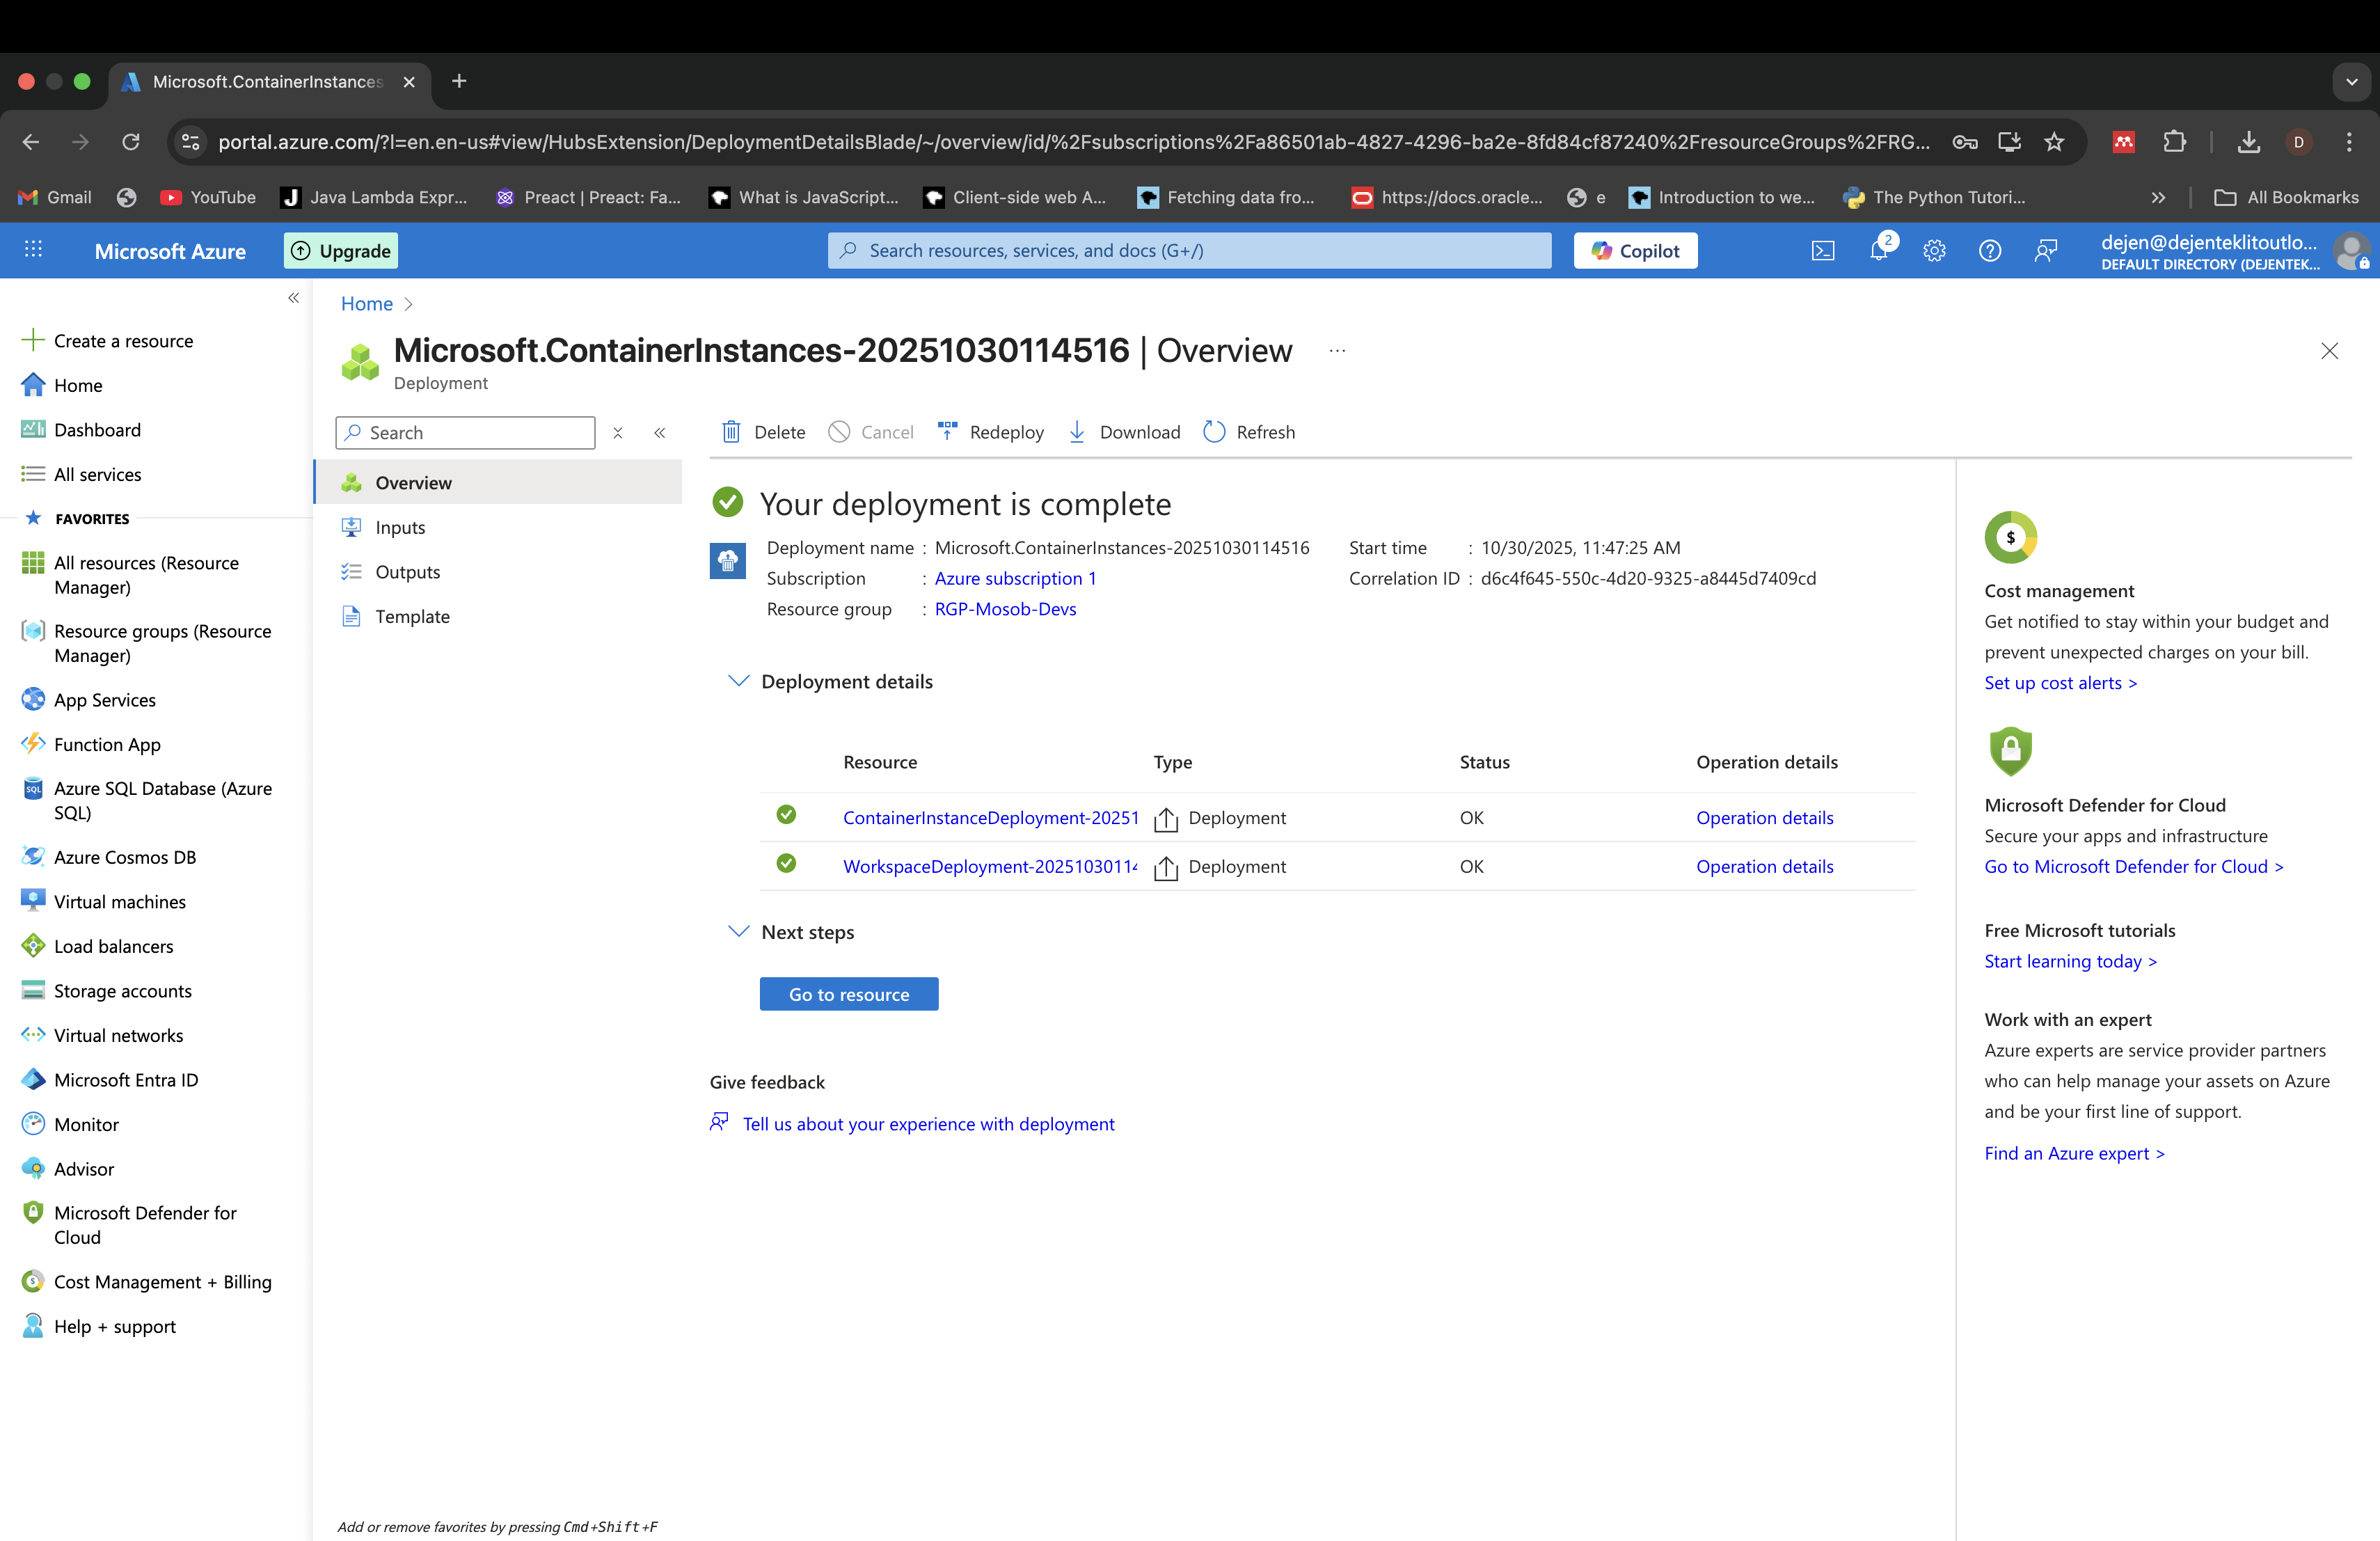 Microsoft.ContainerInstances
portal.azure.com/?l=en.en-us#view/HubsExtension/DeploymentDetailsBlade/~/overview/id/%2Fsubscriptions%2Fa86501ab-4827-4296-ba2e-8fd84cf87240%2FresourceGroups%2FRG...
D
Gmail
YouTube
Java Lambda Expr...
Preact | Preact: Fa...
What is JavaScript...
Client-side web A...
Fetching data fro...
https://docs.oracle...
e
Introduction to we...
The Python Tutori...
All Bookmarks
Microsoft Azure
Upgrade
Search resources, services, and docs (G+/)
Copilot
2
dejen@dejenteklitoutlo...
DEFAULT DIRECTORY (DEJENTEK...
Create a resource
Home
Dashboard
All services
FAVORITES
All resources (Resource
Manager)
Resource groups (Resource
Manager)
App Services
Function App
Azure SQL Database (Azure
SQL)
Azure Cosmos DB
Virtual machines
Load balancers
Storage accounts
Virtual networks
Microsoft Entra ID
Monitor
Advisor
Microsoft Defender for
Cloud
Cost Management + Billing
Help + support
Home
Microsoft.ContainerInstances-20251030114516 | Overview ...
Deployment
Search
Overview
Inputs
Outputs
Template
Add or remove favorites by pressing Cmd+Shift+F
Delete
Cancel
Redeploy
Download
Refresh
Your deployment is complete
Deployment name : Microsoft.ContainerInstances-20251030114516
Subscription : Azure subscription 1
Resource group : RGP-Mosob-Devs
Start time : 10/30/2025, 11:47:25 AM
Correlation ID : d6c4f645-550c-4d20-9325-a8445d7409cd
Deployment details
Resource Type Status Operation details
ContainerInstanceDeployment-20251 Deployment OK Operation details
WorkspaceDeployment-20251030114 Deployment OK Operation details
Next steps
Go to resource
Give feedback
Tell us about your experience with deployment
$
Cost management
Get notified to stay within your budget and
prevent unexpected charges on your bill.
Set up cost alerts >
Microsoft Defender for Cloud
Secure your apps and infrastructure
Go to Microsoft Defender for Cloud >
Free Microsoft tutorials
Start learning today >
Work with an expert
Azure experts are service provider partners
who can help manage your assets on Azure
and be your first line of support.
Find an Azure expert >